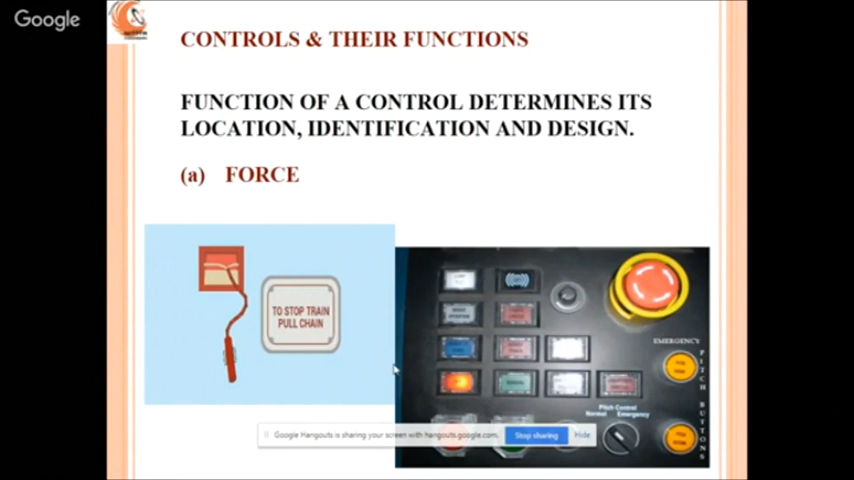 Google
CONTROLS & THEIR FUNCTIONS
FUNCTION OF A CONTROL DETERMINES ITS
LOCATION, IDENTIFICATION AND DESIGN.
(a) FORCE
TO STOP TRAIN
PULL CHAIN
EMERGENCY
PITCH
BUTTONS
Pitch Control
Normal Emergency
Google Hangouts is sharing your screen with hangouts.google.com.
Stop sharing
Hide